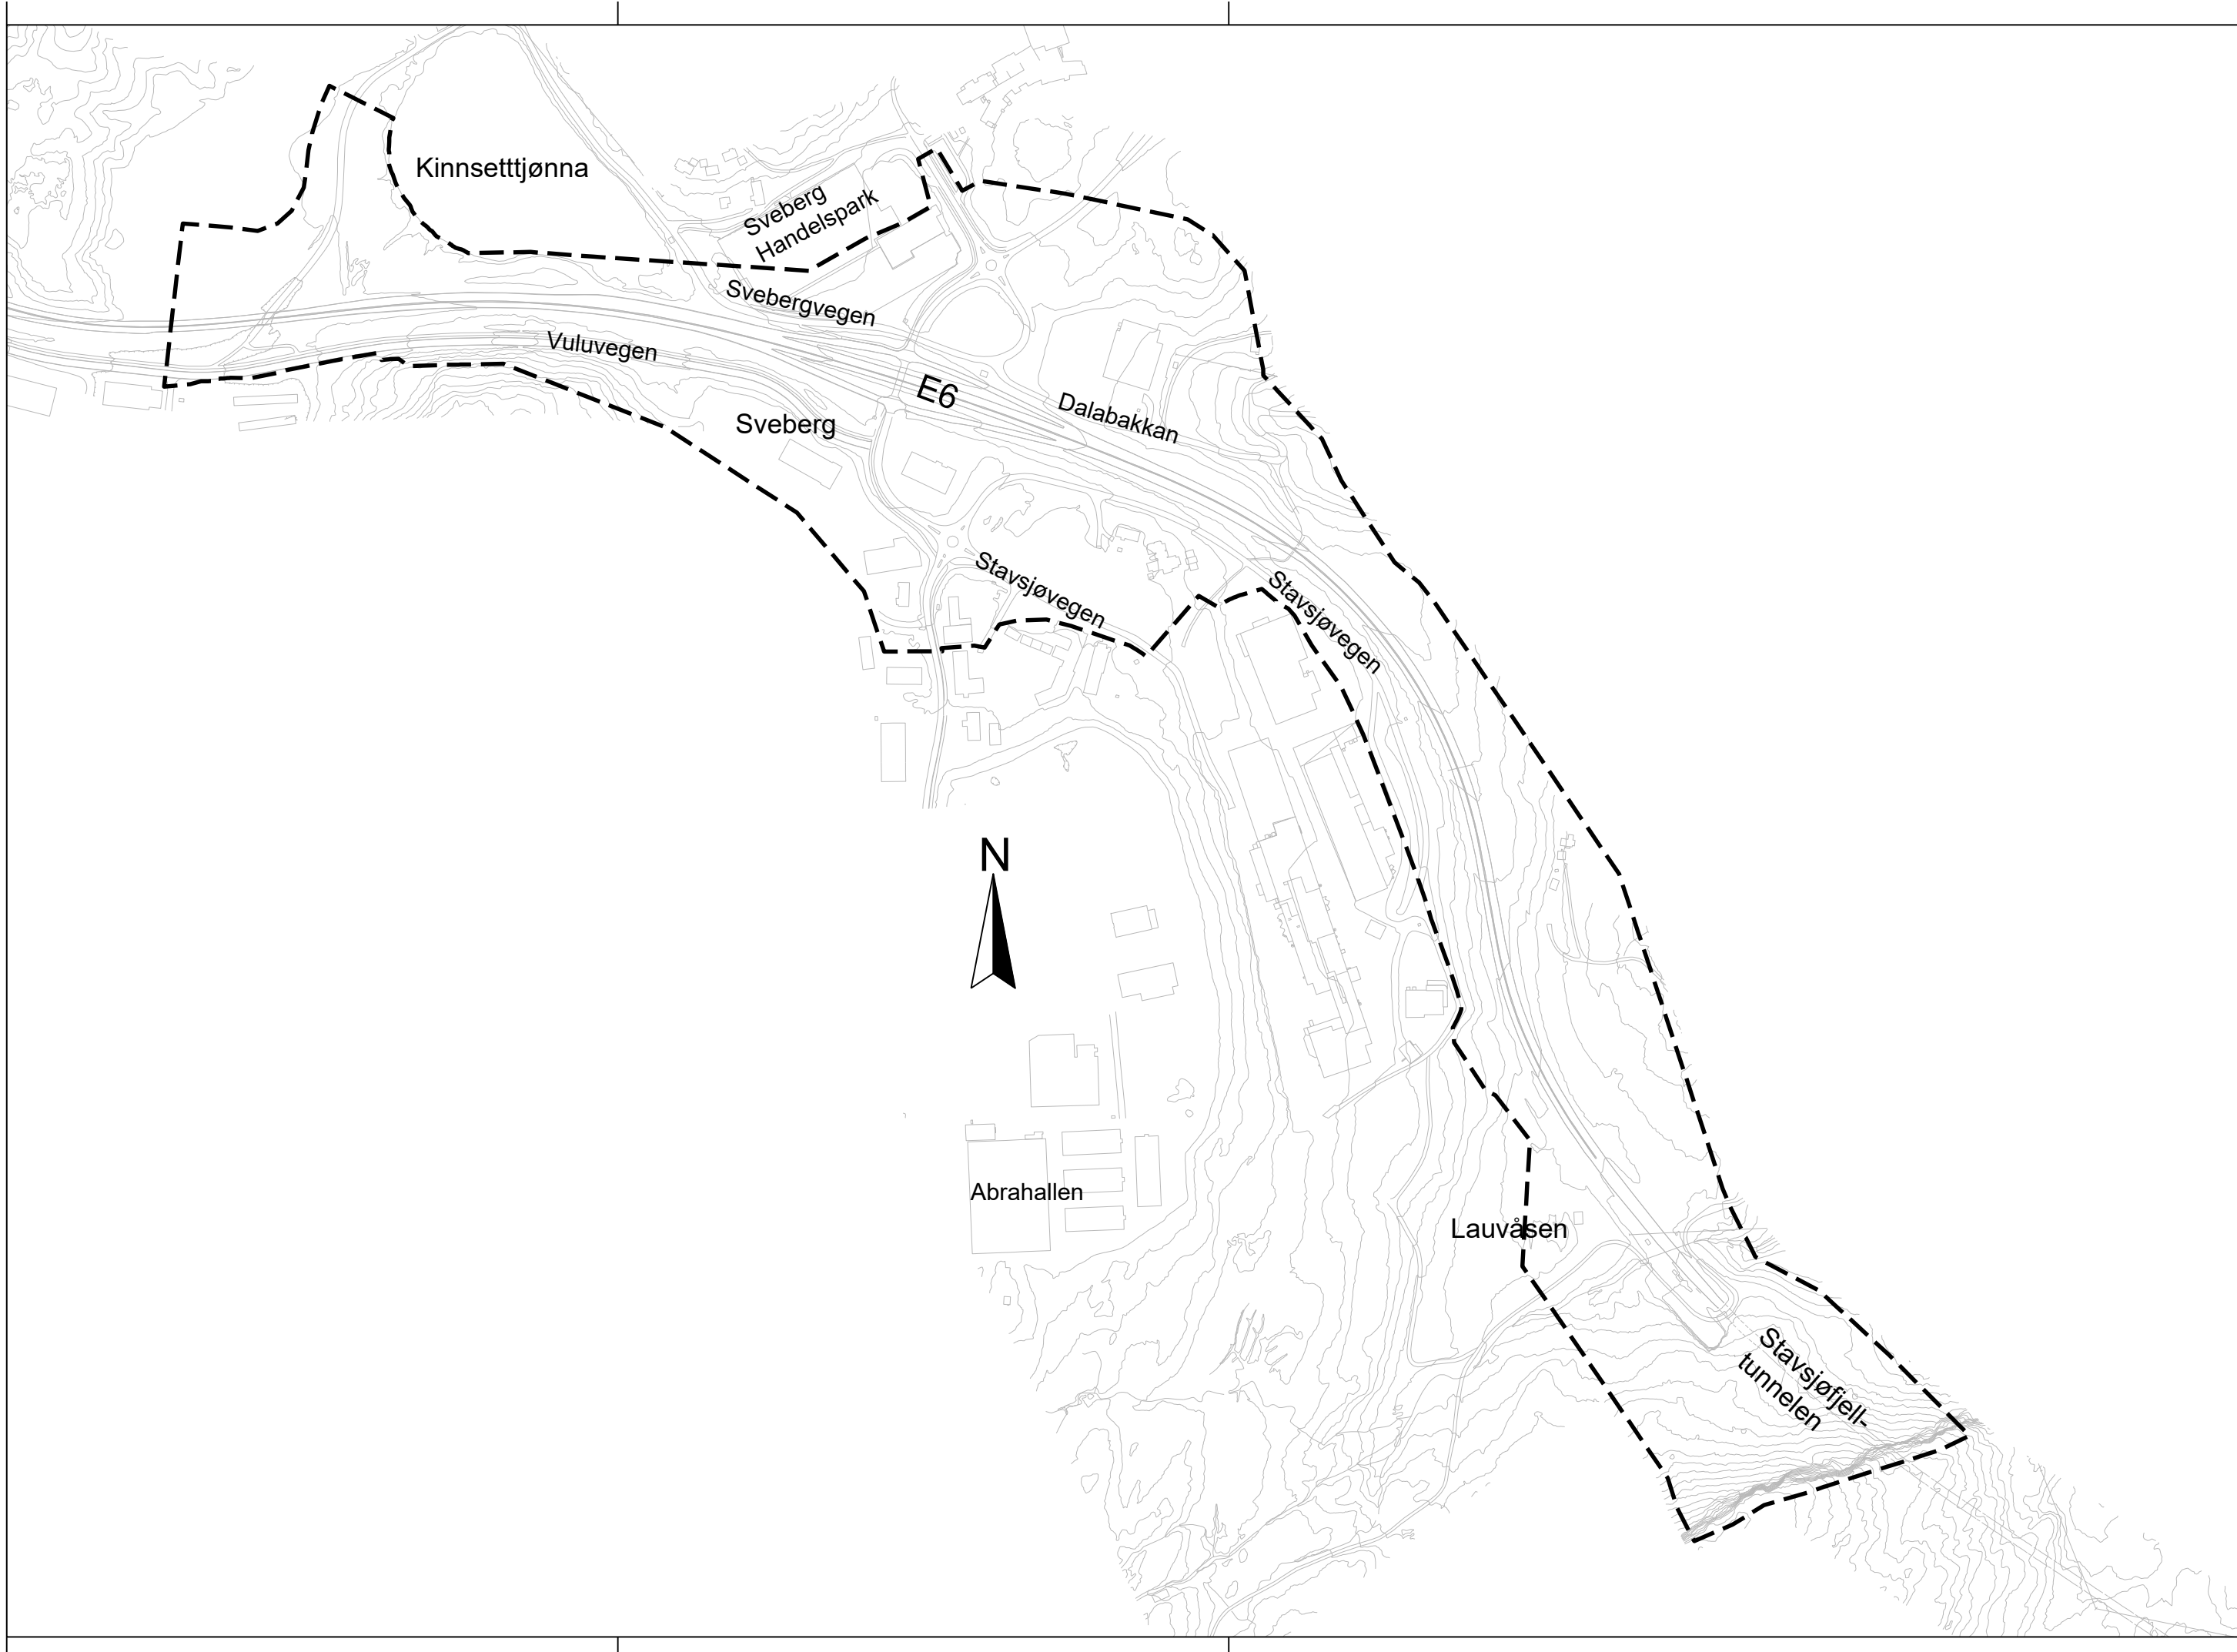 Kinnsetttjønna
Sveberg
Handelspark
Svebergvegen
Vuluvegen
E6
Dalabakkan
Sveberg
Stavsjøvegen
Stavsjøvegen
N
Abrahallen
Lauvåsen
Stavsjøfjell-
tunnelen